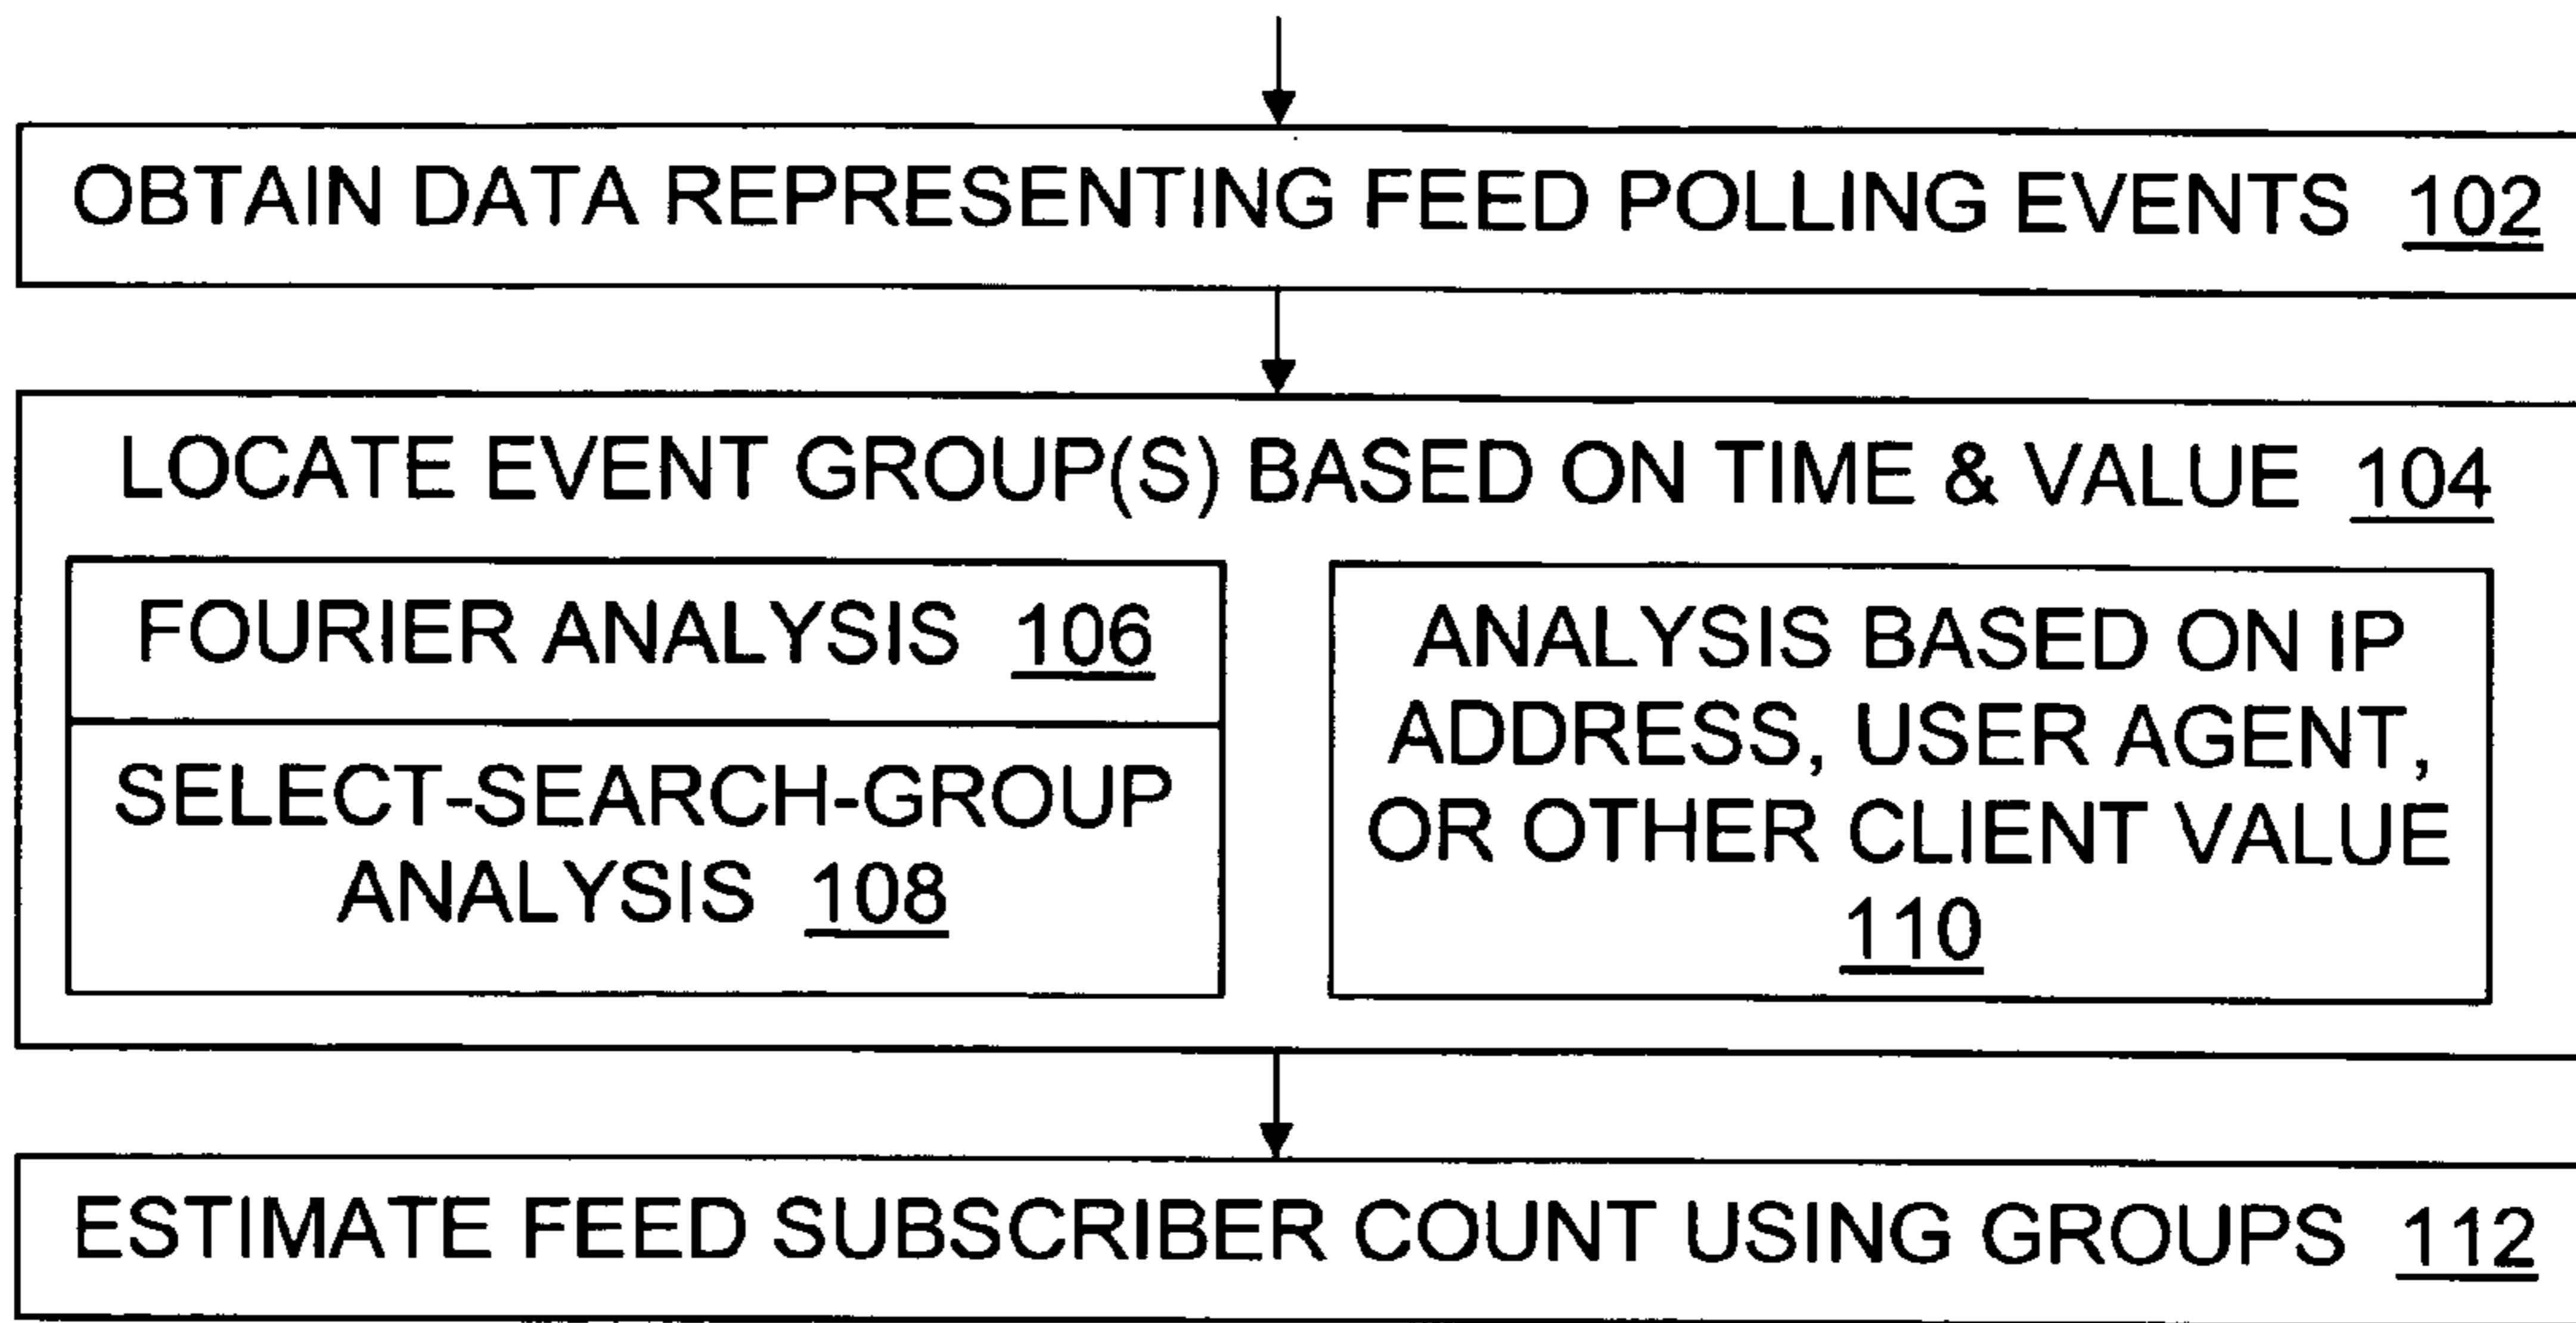 OBTAIN DATA REPRESENTING FEED POLLING EVENTS 102
LOCATE EVENT GROUP(S) BASED ON TIME & VALUE 104
FOURIER ANALYSIS 106
SELECT-SEARCH-GROUP
ANALYSIS 108
ANALYSIS BASED ON IP
ADDRESS, USER AGENT,
OR OTHER CLIENT VALUE
110
ESTIMATE FEED SUBSCRIBER COUNT USING GROUPS 112